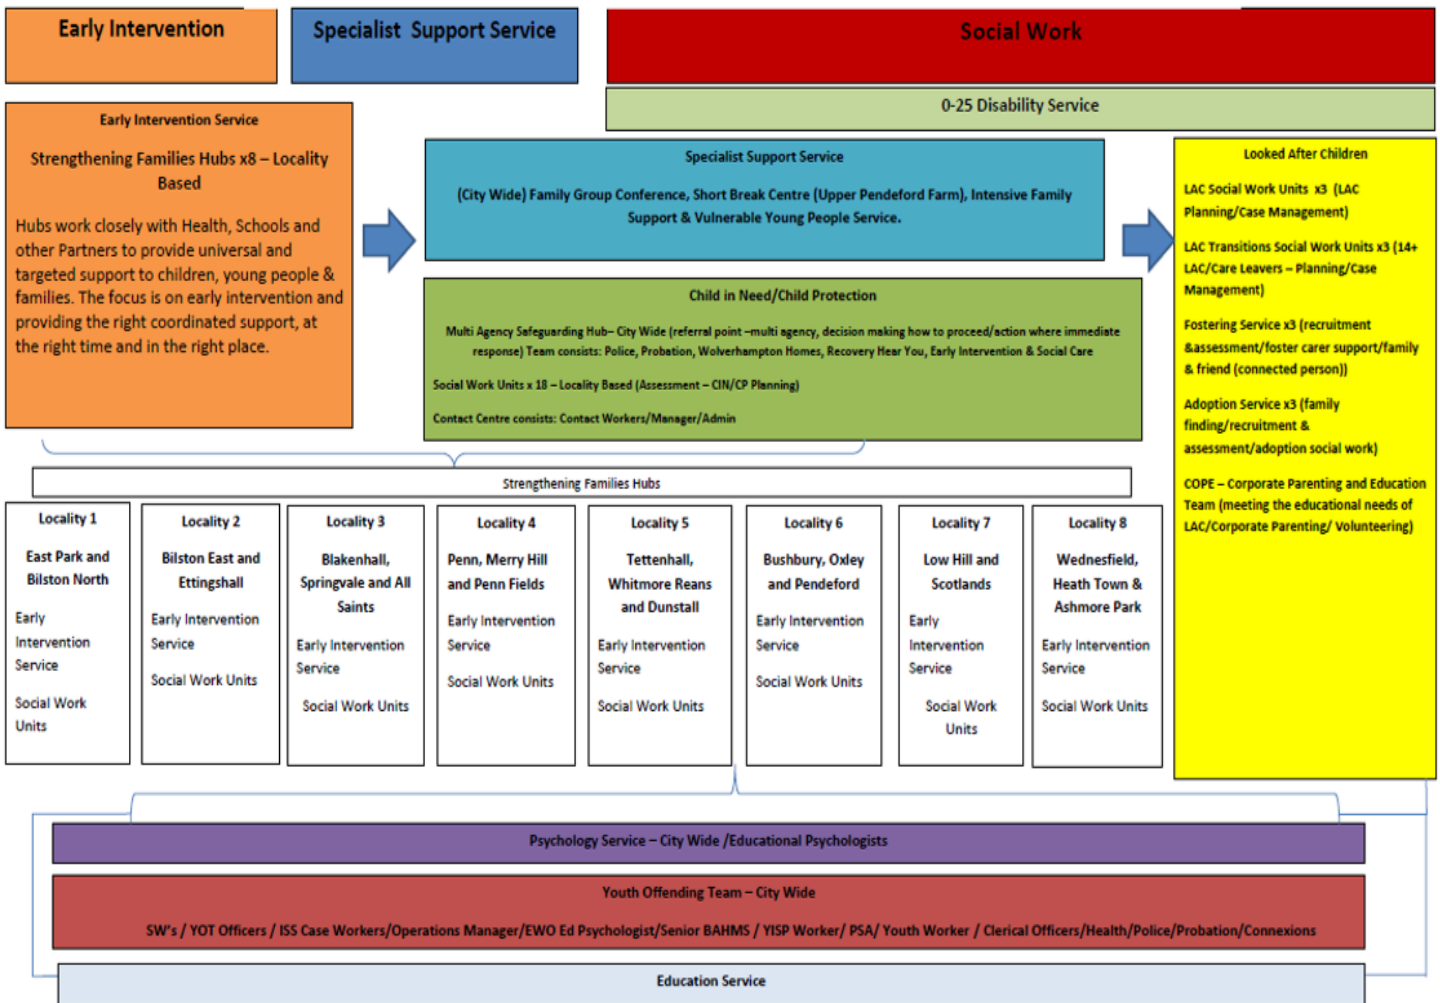 Early Intervention
Specialist Support Service
Social Work
0-25 Disability Service
Early Intervention Service
Strengthening Families Hubs x8 – Locality
Based
Hubs work closely with Health, Schools and
other Partners to provide universal and
targeted support to children, young people &
families. The focus is on early intervention and
providing the right coordinated support, at
the right time and in the right place.
Specialist Support Service
(City Wide) Family Group Conference, Short Break Centre (Upper Pendeford Farm), Intensive Family
Support & Vulnerable Young People Service.
Child in Need/Child Protection
Multi Agency Safeguarding Hub– City Wide (referral point –multi agency, decision making how to proceed/action where immediate
response) Team consists: Police, Probation, Wolverhampton Homes, Recovery Hear You, Early Intervention & Social Care
Social Work Units x 18 – Locality Based (Assessment – CIN/CP Planning)
Contact Centre consists: Contact Workers/Manager/Admin
Looked After Children
LAC Social Work Units x3 (LAC
Planning/Case Management)
LAC Transitions Social Work Units x3 (14+
LAC/Care Leavers – Planning/Case
Management)
Fostering Service x3 (recruitment
&assessment/foster carer support/family
& friend (connected person))
Adoption Service x3 (family
finding/recruitment &
assessment/adoption social work)
COPE – Corporate Parenting and Education
Team (meeting the educational needs of
LAC/Corporate Parenting/ Volunteering)
Strengthening Families Hubs
Locality 1
East Park and
Bilston North
Early
Intervention
Service
Social Work
Units
Locality 2
Bilston East and
Ettingshall
Early Intervention
Service
Social Work Units
Locality 3
Blakenhall,
Springvale and All
Saints
Early Intervention
Service
Social Work Units
Locality 4
Penn, Merry Hill
and Penn Fields
Early Intervention
Service
Social Work Units
Locality 5
Tettenhall,
Whitmore Reans
and Dunstall
Early Intervention
Service
Social Work Units
Locality 6
Bushbury, Oxley
and Pendeford
Early Intervention
Service
Social Work Units
Locality 7
Low Hill and
Scotlands
Early
Intervention
Service
Social Work
Units
Locality 8
Wednesfield,
Heath Town &
Ashmore Park
Early Intervention
Service
Social Work Units
Psychology Service – City Wide /Educational Psychologists
Youth Offending Team – City Wide
SW's / YOT Officers / ISS Case Workers/Operations Manager/EWO Ed Psychologist/Senior BAHMS / YISP Worker/ PSA/ Youth Worker / Clerical Officers/Health/Police/Probation/Connexions
Education Service